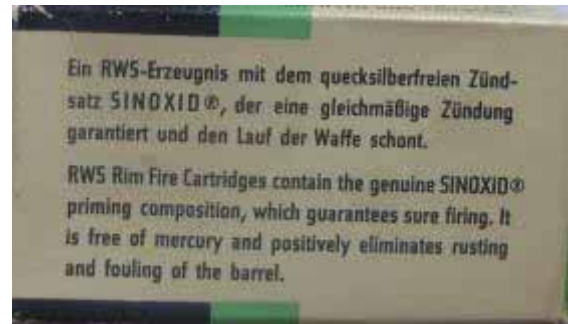 Ein RWS-Erzeugnis mit dem quecksilberfreien Zünd-
satz SINOXID®, der eine gleichmäßige Zündung
garantiert und den Lauf der Waffe schont.
RWS Rim Fire Cartridges contain the genuine SINOXID®
priming composition, which guarantees sure firing. It
is free of mercury and positively eliminates rusting
and fouling of the barrel.